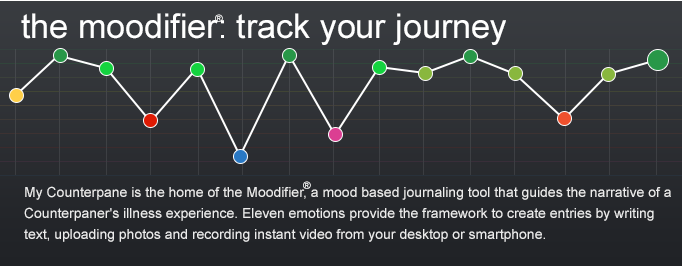 the moodifier®: track your journey
My Counterpane is the home of the Moodifier,® a mood based journaling tool that guides the narrative of a
Counterpaner's illness experience. Eleven emotions provide the framework to create entries by writing
text, uploading photos and recording instant video from your desktop or smartphone.